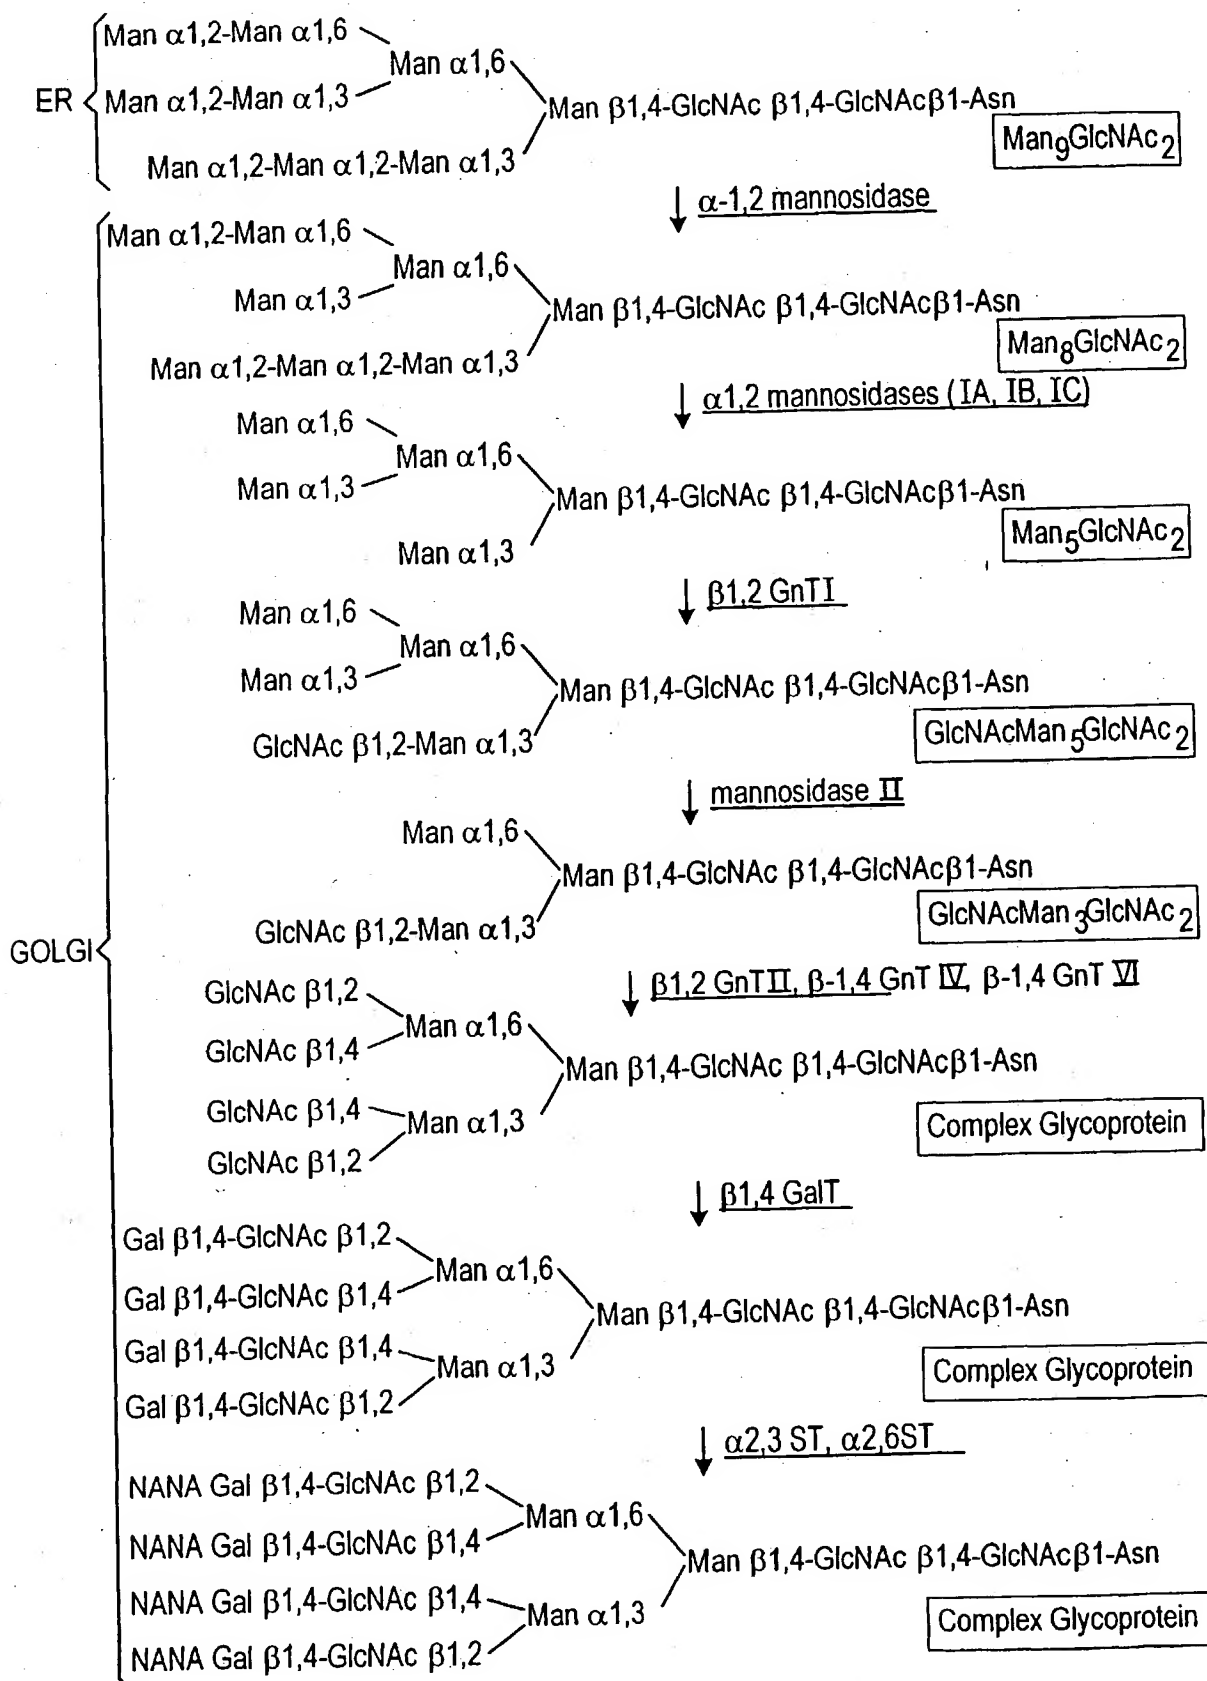 Man α1,2-Man α1,6
Man α1,6
ER
Man α1,2-Man α1,3
Man β1,4-GlcNAc β1,4-GlcNAcβ1-Asn
Man α1,2-Man α1,2-Man α1,3
Man9GlcNAc2
α-1,2 mannosidase
Man α1,2-Man α1,6
Man α1,6
Man α1,3
Man β1,4-GlcNAc β1,4-GlcNAcβ1-Asn
Man α1,2-Man α1,2-Man α1,3
Man8GlcNAc2
α1,2 mannosidases (IA, IB, IC)
Man α1,6
Man α1,6
Man α1,3
Man β1,4-GlcNAc β1,4-GlcNAcβ1-Asn
Man α1,3
Man5GlcNAc2
β1,2 GnTI
Man α1,6
Man α1,6
Man α1,3
Man β1,4-GlcNAc β1,4-GlcNAcβ1-Asn
GlcNAc β1,2-Man α1,3
GlcNAcMan5GlcNAc2
mannosidase II
Man α1,6
Man β1,4-GlcNAc β1,4-GlcNAcβ1-Asn
GlcNAc β1,2-Man α1,3
GlcNAcMan3GlcNAc2
GOLGI
β1,2 GnTII, β-1,4 GnT IV, β-1,4 GnT VI
GlcNAc β1,2
Man α1,6
GlcNAc β1,4
Man β1,4-GlcNAc β1,4-GlcNAcβ1-Asn
GlcNAc β1,4
Man α1,3
GlcNAc β1,2
Complex Glycoprotein
β1,4 GalT
Gal β1,4-GlcNAc β1,2
Man α1,6
Gal β1,4-GlcNAc β1,4
Man β1,4-GlcNAc β1,4-GlcNAcβ1-Asn
Gal β1,4-GlcNAc β1,4
Man α1,3
Gal β1,4-GlcNAc β1,2
Complex Glycoprotein
α2,3 ST, α2,6ST
NANA Gal β1,4-GlcNAc β1,2
Man α1,6
NANA Gal β1,4-GlcNAc β1,4
Man β1,4-GlcNAc β1,4-GlcNAcβ1-Asn
NANA Gal β1,4-GlcNAc β1,4
Man α1,3
NANA Gal β1,4-GlcNAc β1,2
Complex Glycoprotein